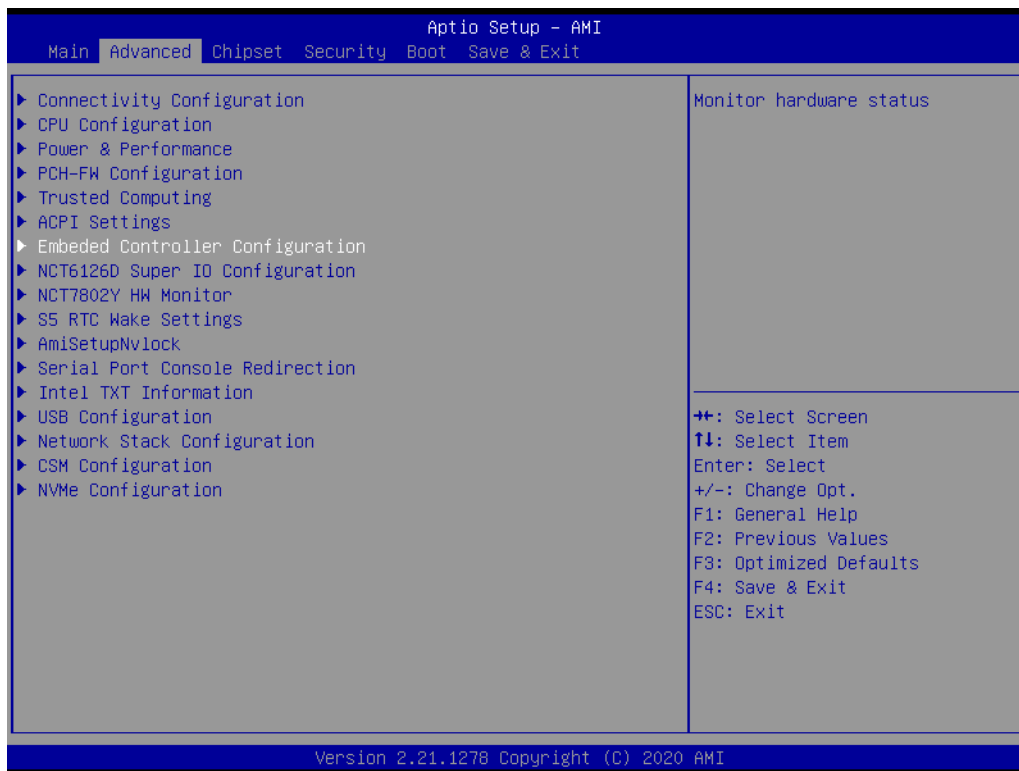 Aptio Setup – AMI
Main Advanced Chipset Security Boot Save & Exit
▶ Connectivity Configuration
▶ CPU Configuration
▶ Power & Performance
▶ PCH-FW Configuration
▶ Trusted Computing
▶ ACPI Settings
▶ Embeded Controller Configuration
▶ NCT6126D Super IO Configuration
▶ NCT7802Y HW Monitor
▶ S5 RTC Wake Settings
▶ AmiSetupNvlock
▶ Serial Port Console Redirection
▶ Intel TXT Information
▶ USB Configuration
▶ Network Stack Configuration
▶ CSM Configuration
▶ NVMe Configuration
Monitor hardware status
→←: Select Screen
↑↓: Select Item
Enter: Select
+/-: Change Opt.
F1: General Help
F2: Previous Values
F3: Optimized Defaults
F4: Save & Exit
ESC: Exit
Version 2.21.1278 Copyright (C) 2020 AMI